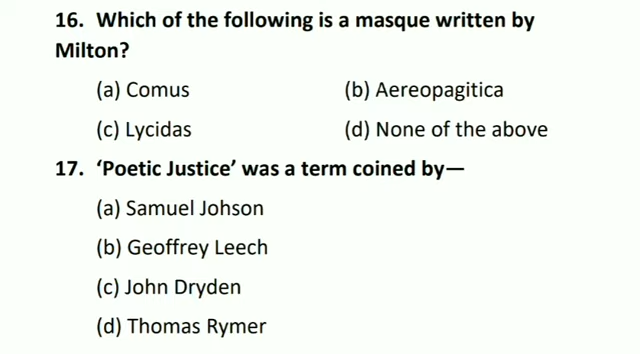 16. Which of the following is a masque written by
Milton?
(a) Comus (b) Aereopagitica
(c) Lycidas (d) None of the above
17. ‘Poetic Justice’ was a term coined by—
(a) Samuel Johson
(b) Geoffrey Leech
(c) John Dryden
(d) Thomas Rymer